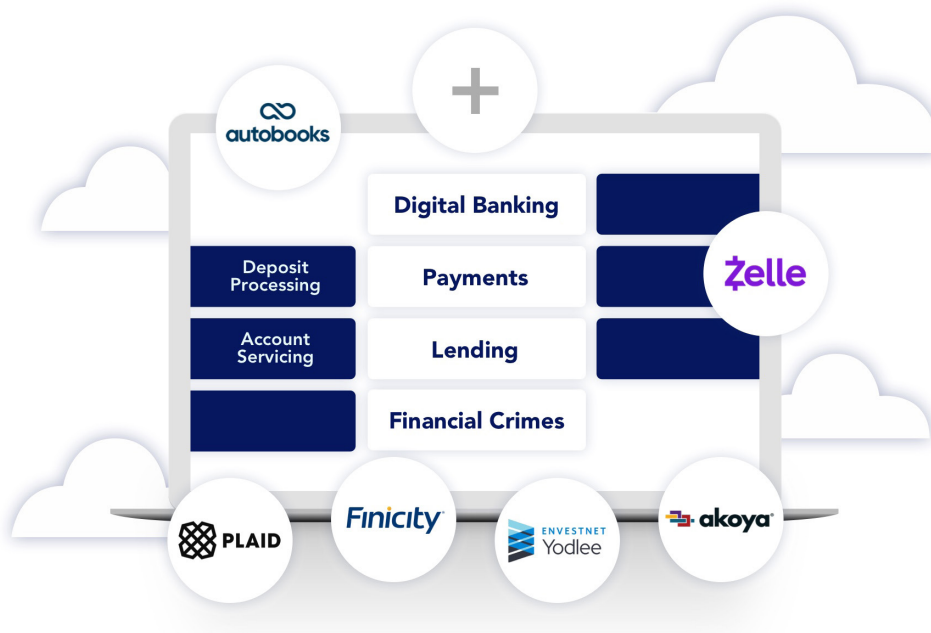 autobooks
+
Digital Banking
Deposit
Processing
Payments
Zelle
Account
Servicing
Lending
Financial Crimes
PLAID
Finicity
ENVESTNET
Yodlee
akoya